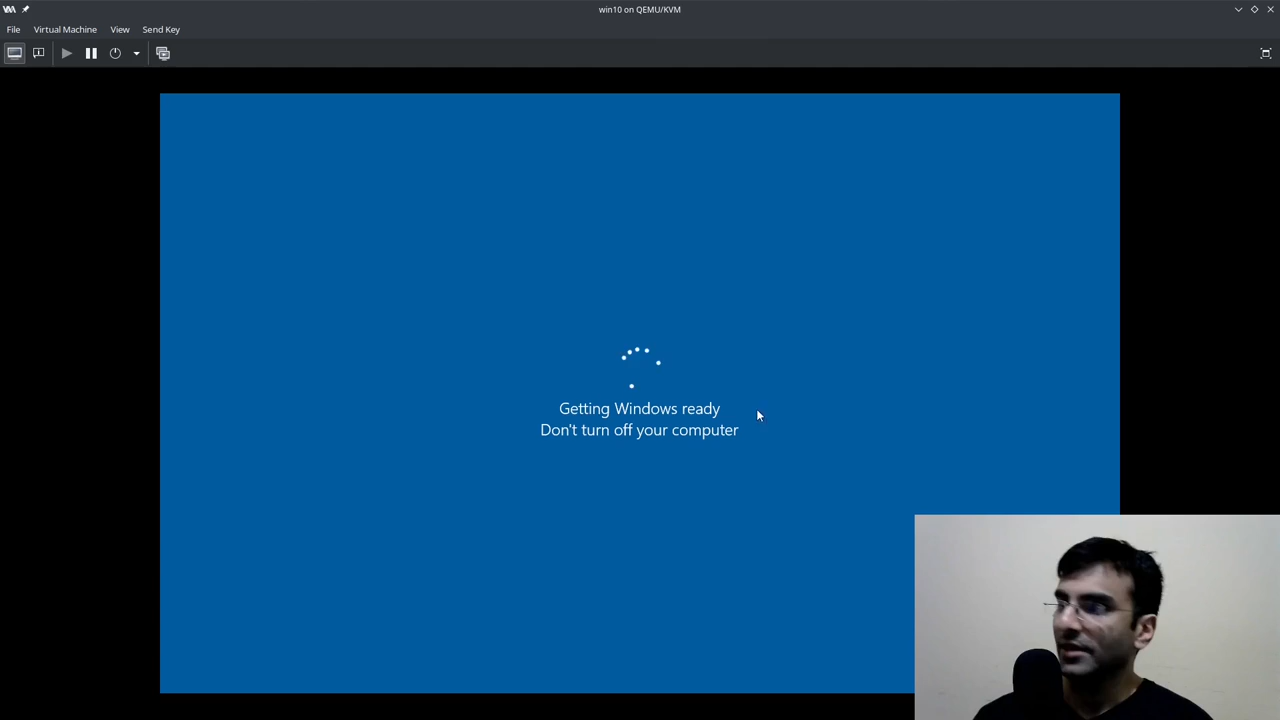 win10 on QEMU/KVM
File Virtual Machine View Send Key
Getting Windows ready
Don't turn off your computer